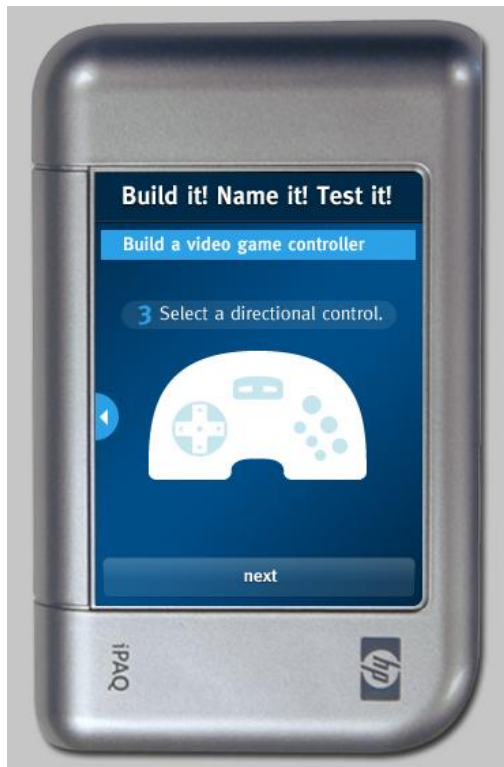 Build it! Name it! Test it!
Build a video game controller
3 Select a directional control.
next
iPAQ
hp